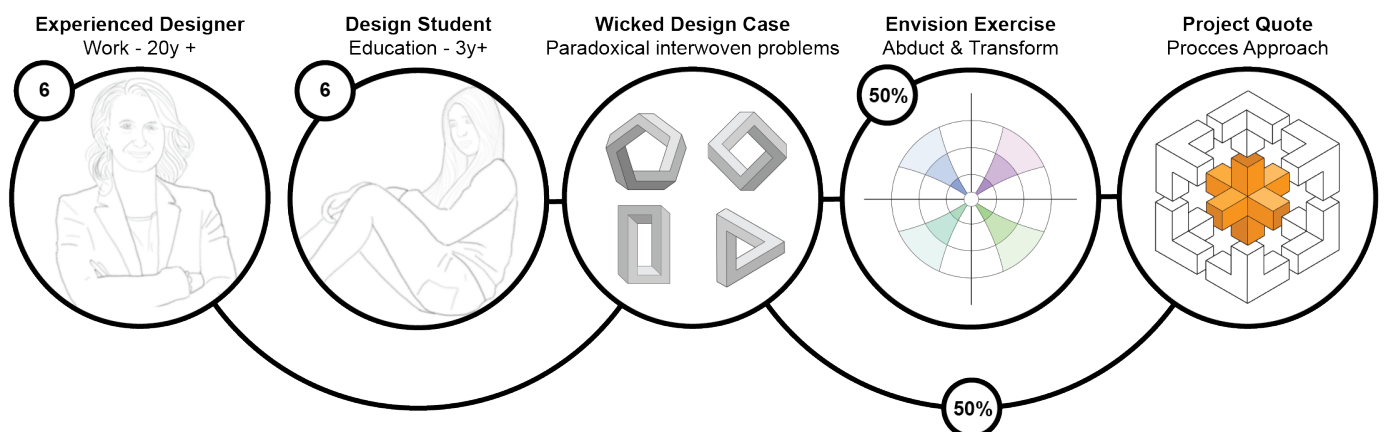 Experienced Designer
Work - 20y +
6
Design Student
Education - 3y+
6
Wicked Design Case
Paradoxical interwoven problems
Envision Exercise
Abduct & Transform
50%
Project Quote
Procces Approach
50%